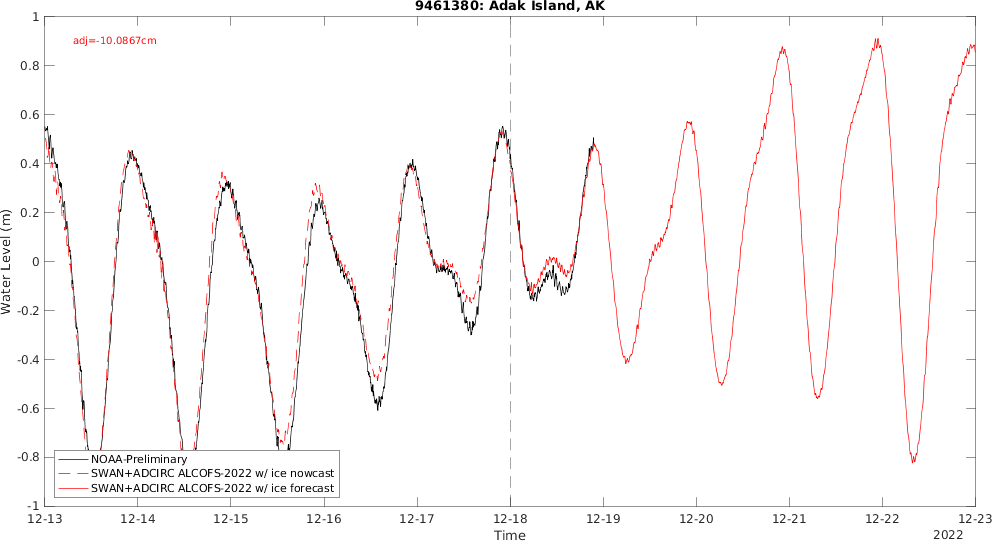 9461380: Adak Island, AK
adj=-10.0867cm
Water Level (m)
1
0.8
0.6
0.4
0.2
0
-0.2
-0.4
-0.6
-0.8
-1
NOAA-Preliminary
SWAN+ADCIRC ALCOFS-2022 w/ ice nowcast
SWAN+ADCIRC ALCOFS-2022 w/ ice forecast
12-13 12-14 12-15 12-16 12-17 12-18 12-19 12-20 12-21 12-22 12-23
Time
2022